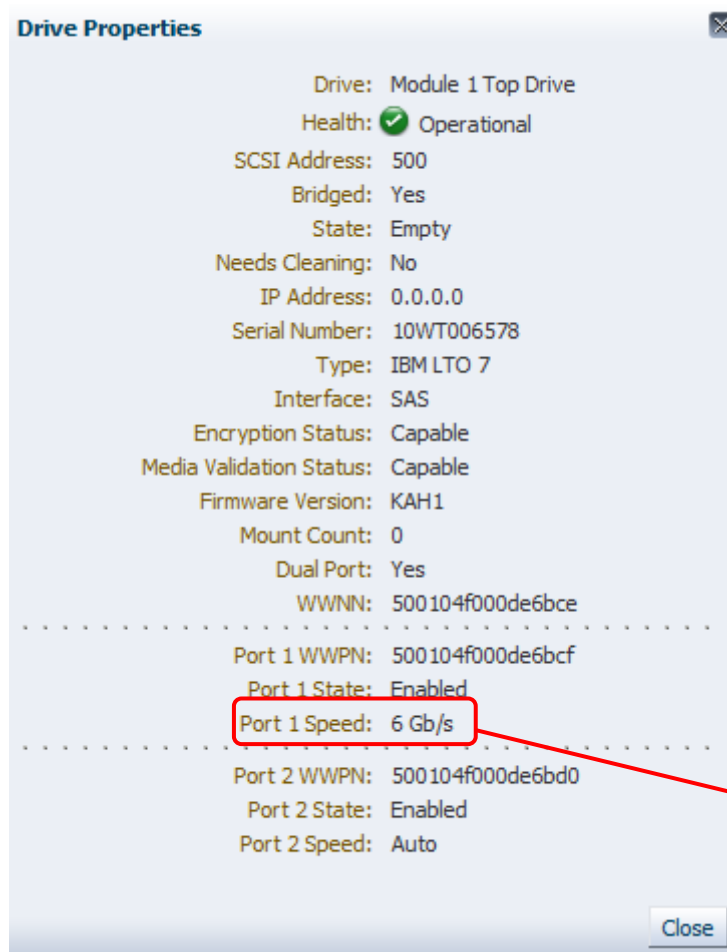 Drive Properties
Drive: Module 1 Top Drive
Health: Operational
SCSI Address: 500
Bridged: Yes
State: Empty
Needs Cleaning: No
IP Address: 0.0.0.0
Serial Number: 10WT006578
Type: IBM LTO 7
Interface: SAS
Encryption Status: Capable
Media Validation Status: Capable
Firmware Version: KAH1
Mount Count: 0
Dual Port: Yes
WWNN: 500104f000de6bce
Port 1 WWPN: 500104f000de6bcf
Port 1 State: Enabled
Port 1 Speed: 6 Gb/s
Port 2 WWPN: 500104f000de6bd0
Port 2 State: Enabled
Port 2 Speed: Auto
Close